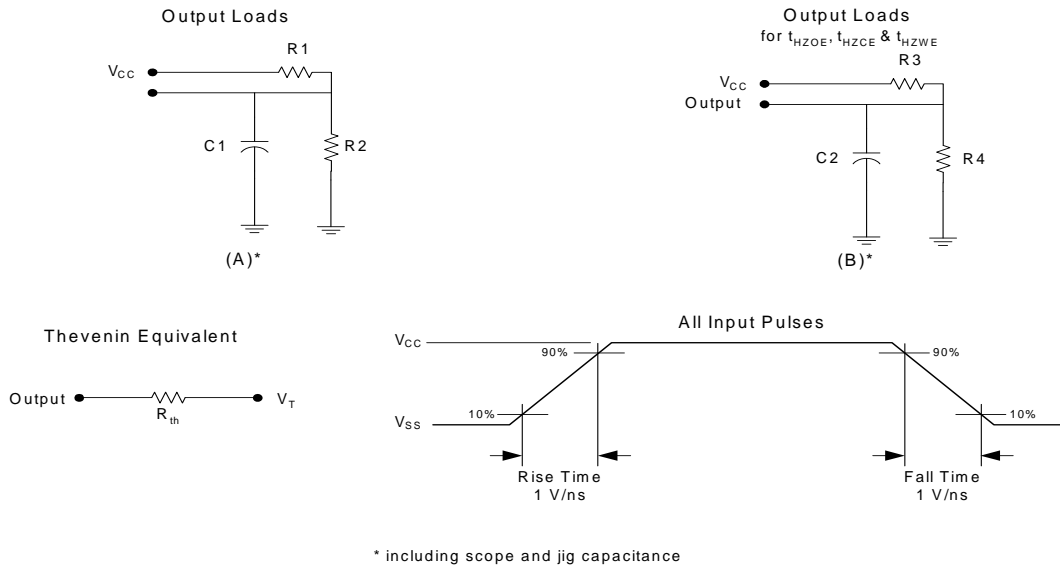 Output Loads
R1
VCC
C1
R2
(A)*
Output Loads
for tHZOE, tHZCE & tHZWE
R3
VCC
Output
C2
R4
(B)*
Thevenin Equivalent
Output
Rth
VT
All Input Pulses
VCC
90%
90%
10%
10%
VSS
Rise Time
1 V/ns
Fall Time
1 V/ns
* including scope and jig capacitance